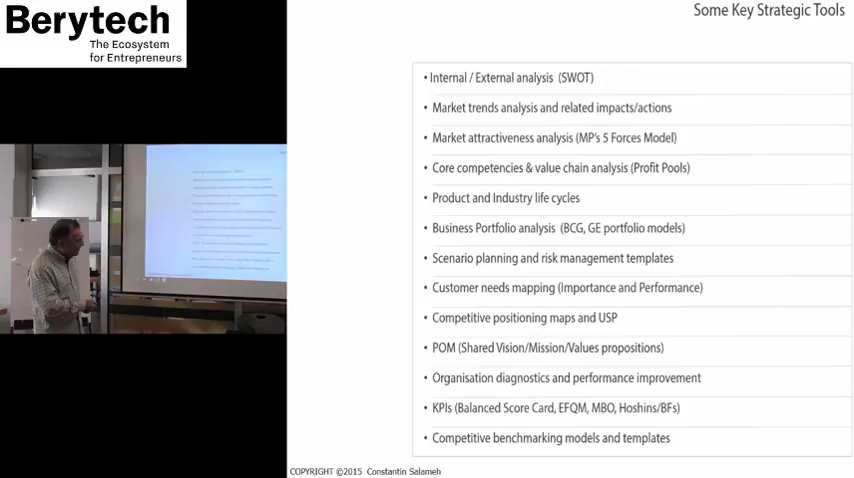 Berytech
The Ecosystem
for Entrepreneurs
Some Key Strategic Tools
• Internal / External analysis (SWOT)
• Market trends analysis and related impacts/actions
• Market attractiveness analysis (MP's 5 Forces Model)
• Core competencies & value chain analysis (Profit Pools)
• Product and Industry life cycles
• Business Portfolio analysis (BCG, GE portfolio models)
• Scenario planning and risk management templates
• Customer needs mapping (Importance and Performance)
• Competitive positioning maps and USP
• POM (Shared Vision/Mission/Values propositions)
• Organisation diagnostics and performance improvement
• KPIs (Balanced Score Card, EFQM, MBO, Hoshins/BFs)
• Competitive benchmarking models and templates
COPYRIGHT ©2015 Constantin Salameh